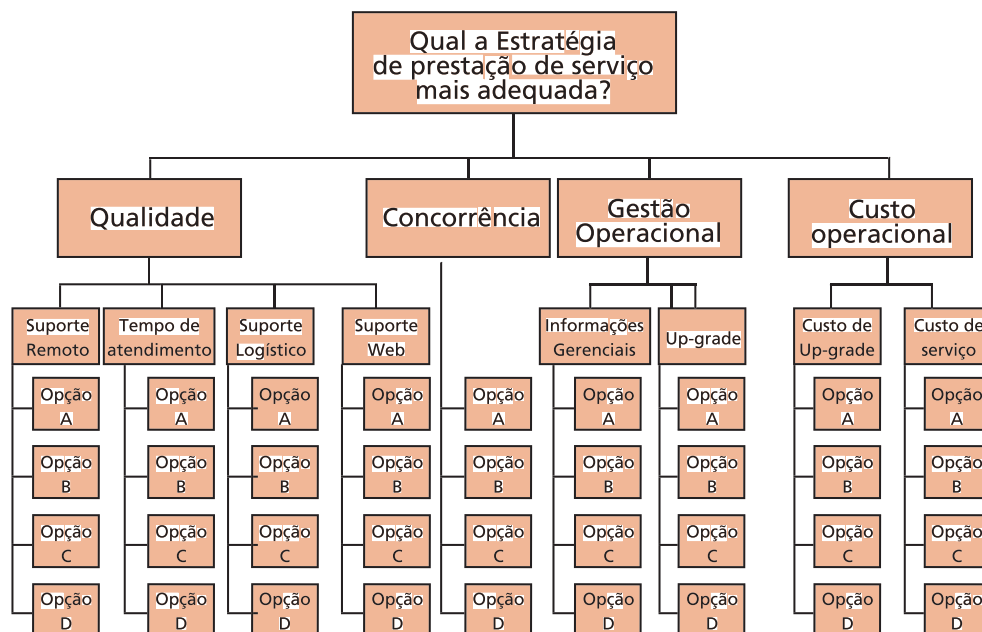 Qual a Estratégia
de prestação de serviço
mais adequada?
Qualidade
Concorrência
Gestão
Operacional
Custo
operacional
Suporte
Remoto
Tempo de
atendimento
Suporte
Logístico
Suporte
Web
Informações
Gerenciais
Up-grade
Custo de
Up-grade
Custo de
serviço
Opção
A
Opção
A
Opção
A
Opção
A
Opção
A
Opção
A
Opção
A
Opção
A
Opção
A
Opção
B
Opção
B
Opção
B
Opção
B
Opção
B
Opção
B
Opção
B
Opção
B
Opção
B
Opção
C
Opção
C
Opção
C
Opção
C
Opção
C
Opção
C
Opção
C
Opção
C
Opção
C
Opção
D
Opção
D
Opção
D
Opção
D
Opção
D
Opção
D
Opção
D
Opção
D
Opção
D